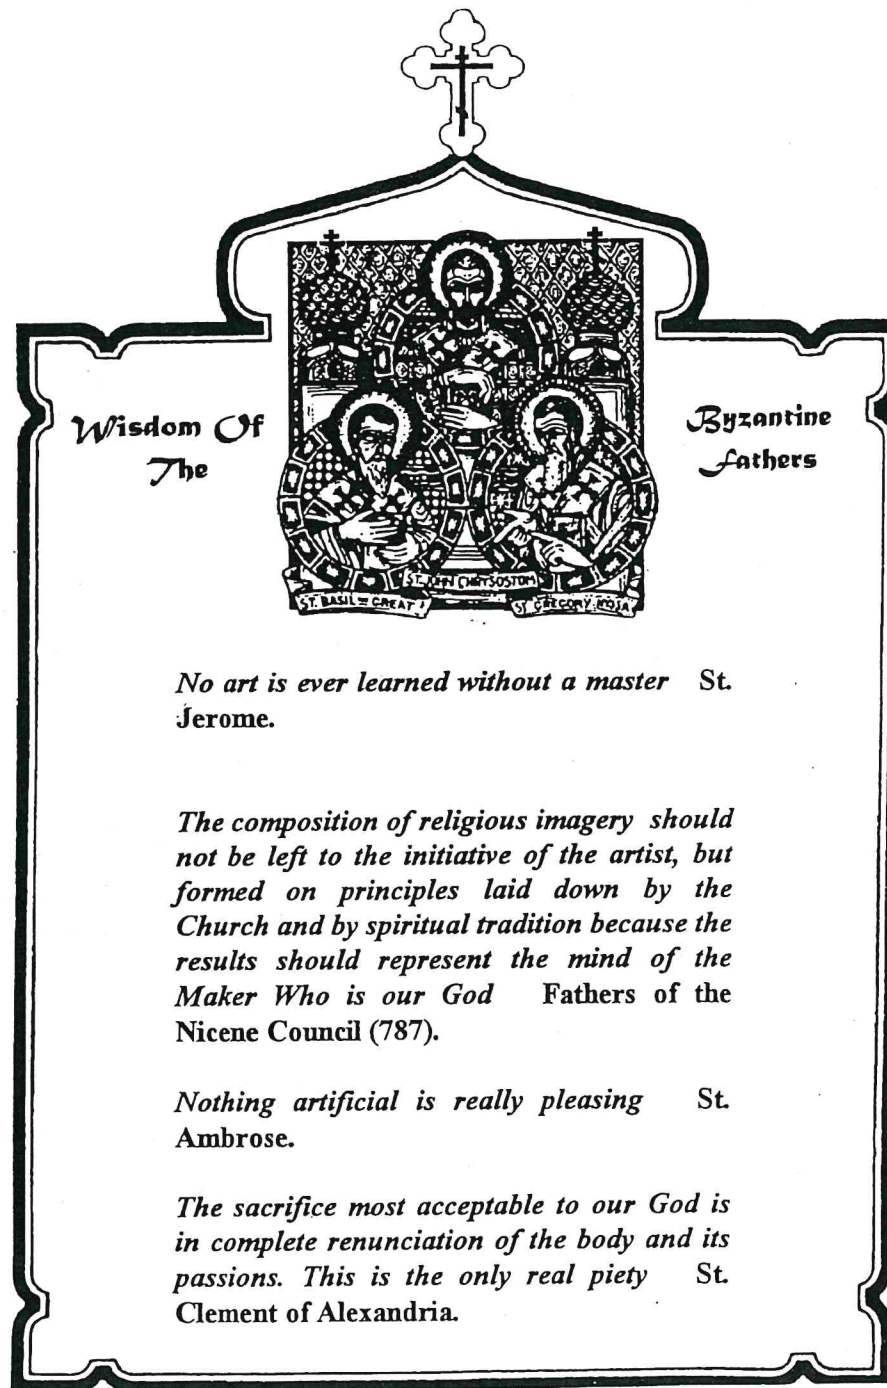 Wisdom Of
The
Byzantine
Fathers
ST. JOHN CHRYSOSTOM
ST. BASIL GREAT
ST. GREGORY NYSA
No art is ever learned without a master St.
Jerome.
The composition of religious imagery should
not be left to the initiative of the artist, but
formed on principles laid down by the
Church and by spiritual tradition because the
results should represent the mind of the
Maker Who is our God Fathers of the
Nicene Council (787).
Nothing artificial is really pleasing St.
Ambrose.
The sacrifice most acceptable to our God is
in complete renunciation of the body and its
passions. This is the only real piety St.
Clement of Alexandria.